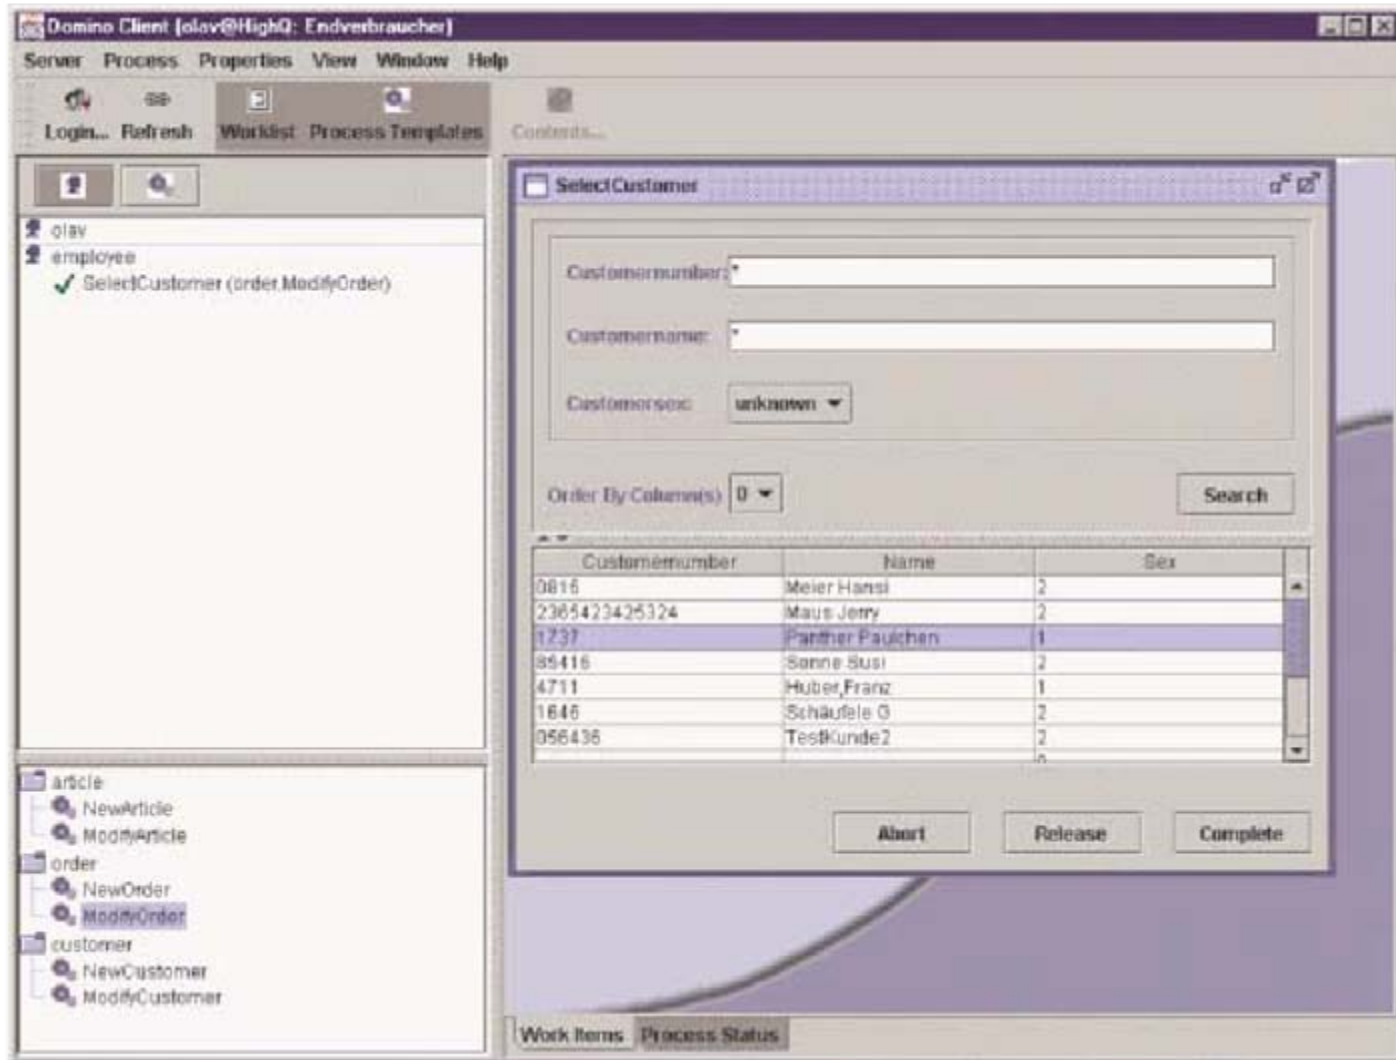 Domino Client [olav@HighQ: Endverbraucher]
Server Process Properties View Window Help
Login... Refresh Worklist Process Templates Contents...
olav
employee
SelectCustomer (order,ModifyOrder)
article
NewArticle
ModifyArticle
order
NewOrder
ModifyOrder
customer
NewCustomer
ModifyCustomer
SelectCustomer
Customernumber: *
Customername: *
Customersex: unknown
Order By Column(s) 0 Search
Customernumber Name Sex
0816 Meier Hansi 2
2365423425324 Maus Jerry 2
1737 Panther Paulchen 1
85416 Sonne Susi 2
4711 Huber,Franz 1
1646 Schäufele G 2
056436 TestKunde2 2
Abort Release Complete
Work Items Process Status